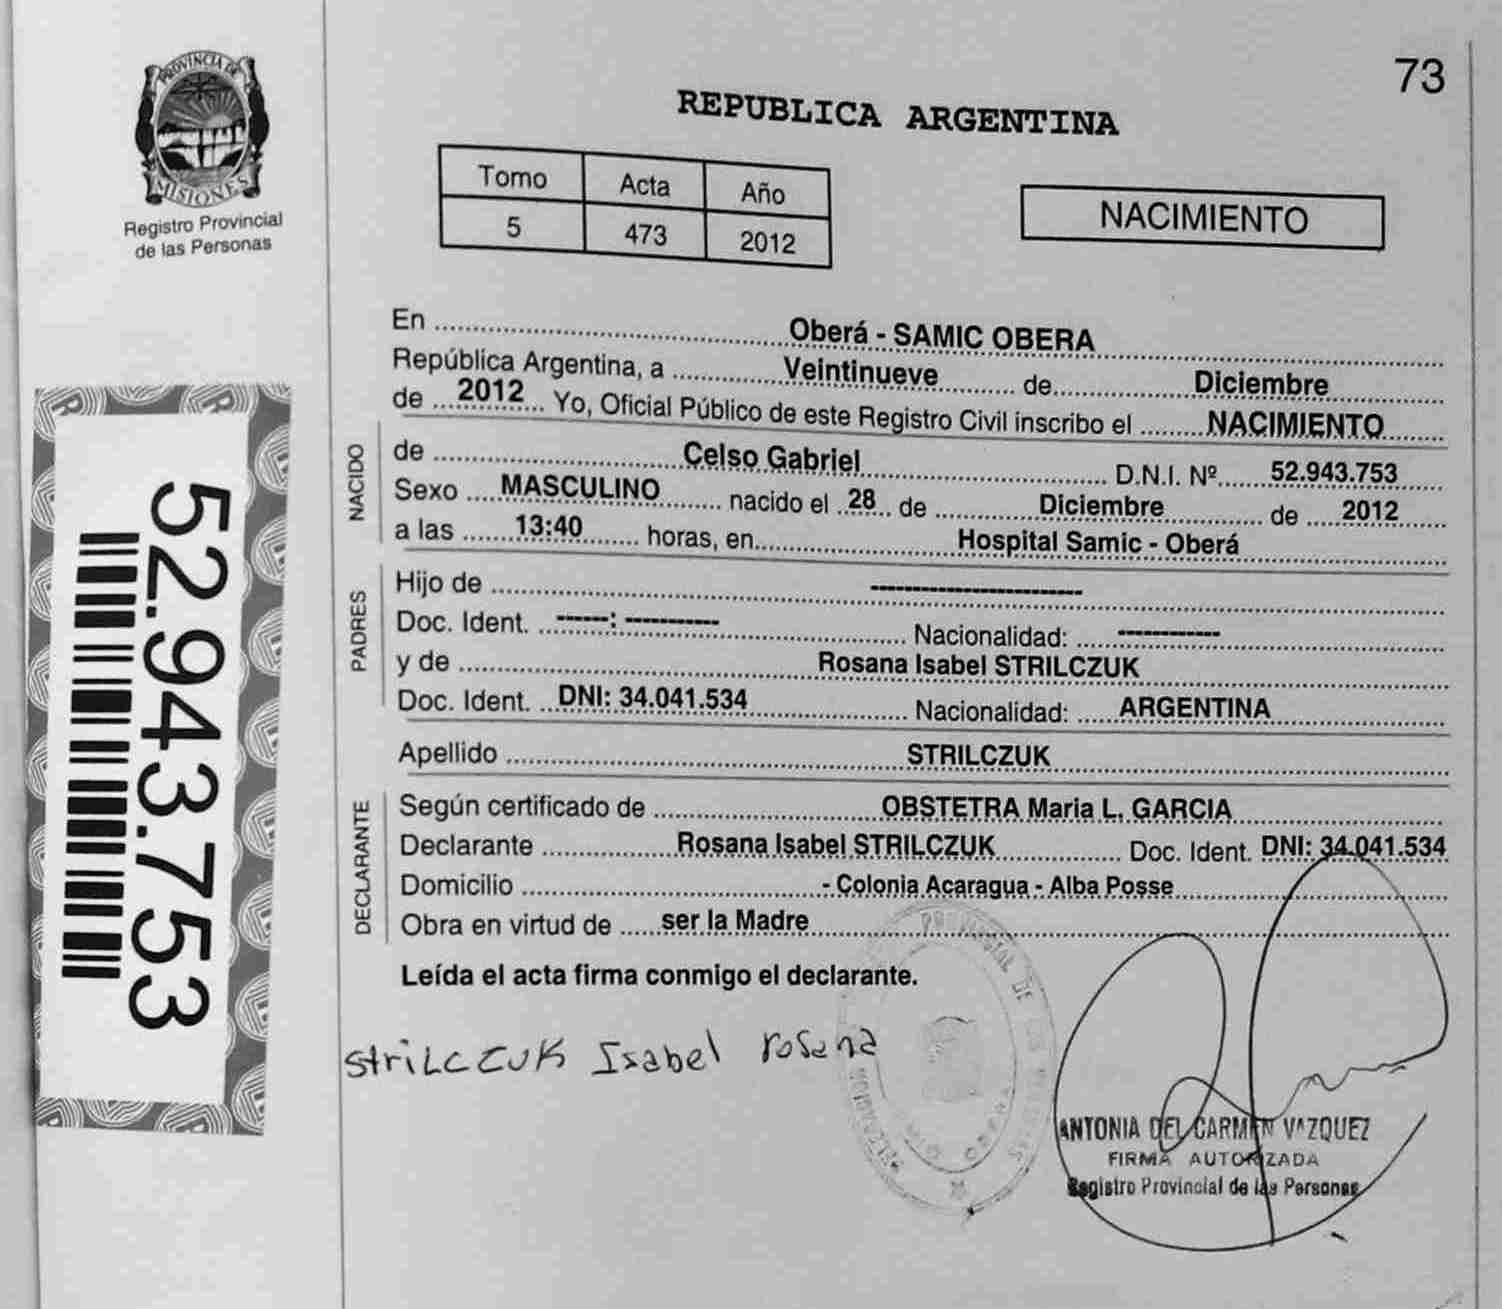 73
PROVINCIA DE
MISIONES
Registro Provincial
de las Personas
REPUBLICA ARGENTINA
Tomo Acta Año
5 473 2012
NACIMIENTO
En Oberá - SAMIC OBERA
República Argentina, a Veintinueve de Diciembre
de 2012 Yo, Oficial Público de este Registro Civil inscribo el NACIMIENTO
NACIDO
de Celso Gabriel D.N.I. Nº 52.943.753
Sexo MASCULINO nacido el 28 de Diciembre de 2012
a las 13:40 horas, en Hospital Samic - Oberá
PADRES
Hijo de ------------------------
Doc. Ident. ------: ----------- Nacionalidad: ------------
y de Rosana Isabel STRILCZUK
Doc. Ident. DNI: 34.041.534 Nacionalidad: ARGENTINA
Apellido STRILCZUK
DECLARANTE
Según certificado de OBSTETRA Maria L. GARCIA
Declarante Rosana Isabel STRILCZUK Doc. Ident. DNI: 34.041.534
Domicilio - Colonia Acaragua - Alba Posse
Obra en virtud de ser la Madre
Leída el acta firma conmigo el declarante.
StriLCZUK Isabel rosana
PROVINCIAL DE
OBERA
ANTONIA DEL CARMEN VAZQUEZ
FIRMA AUTORIZADA
Registro Provincial de las Personas
52.943.753